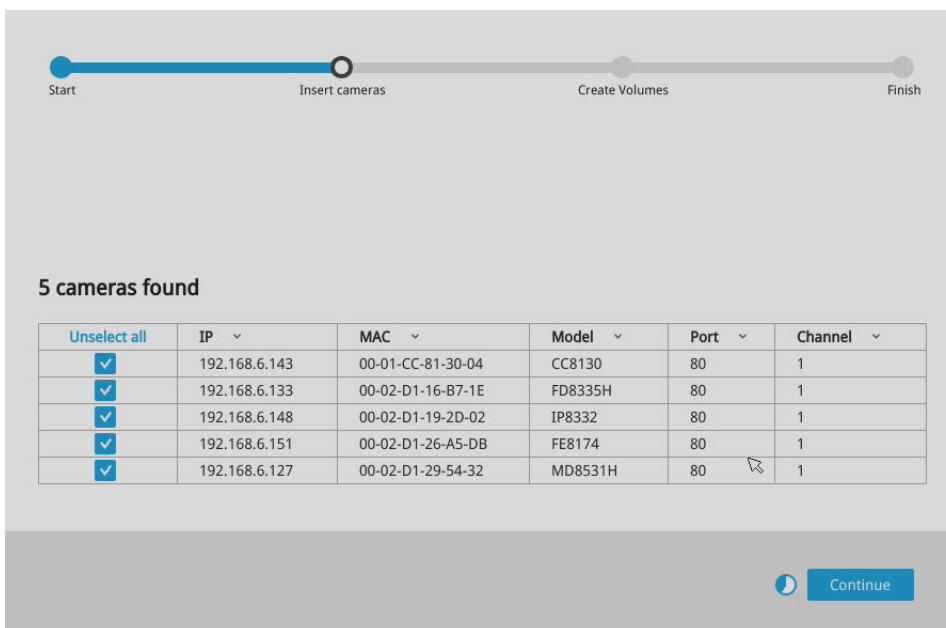 Start Insert cameras Create Volumes Finish
5 cameras found
Unselect all IP MAC Model Port Channel
192.168.6.143 00-01-CC-81-30-04 CC8130 80 1
192.168.6.133 00-02-D1-16-B7-1E FD8335H 80 1
192.168.6.148 00-02-D1-19-2D-02 IP8332 80 1
192.168.6.151 00-02-D1-26-A5-DB FE8174 80 1
192.168.6.127 00-02-D1-29-54-32 MD8531H 80 1
Continue